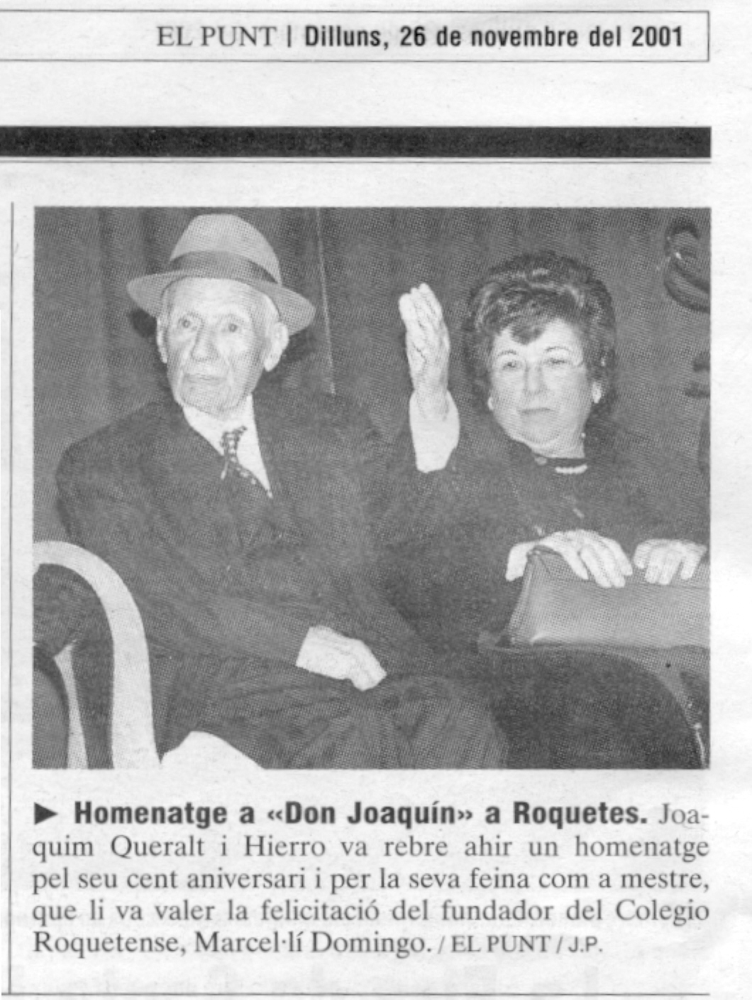 EL PUNT | Dilluns, 26 de novembre del 2001
► Homenatge a «Don Joaquín» a Roquetes. Joa-
quim Queralt i Hierro va rebre ahir un homenatge
pel seu cent aniversari i per la seva feina com a mestre,
que li va valer la felicitació del fundador del Colegio
Roquetense, Marcel·lí Domingo. / EL PUNT / J.P.